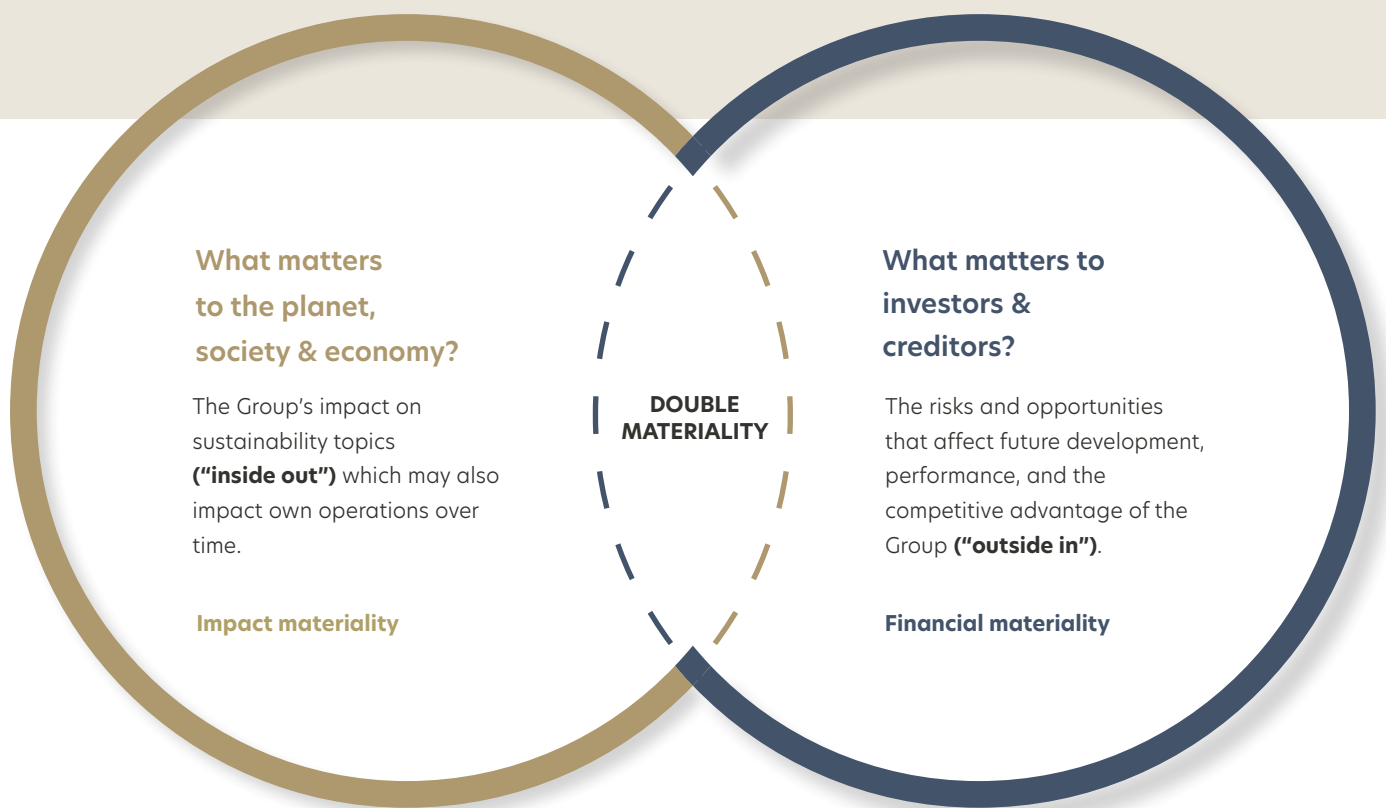 What matters
to the planet,
society & economy?
The Group’s impact on
sustainability topics
(“inside out”) which may also
impact own operations over
time.
Impact materiality
DOUBLE
MATERIALITY
What matters to
investors &
creditors?
The risks and opportunities
that affect future development,
performance, and the
competitive advantage of the
Group (“outside in”).
Financial materiality